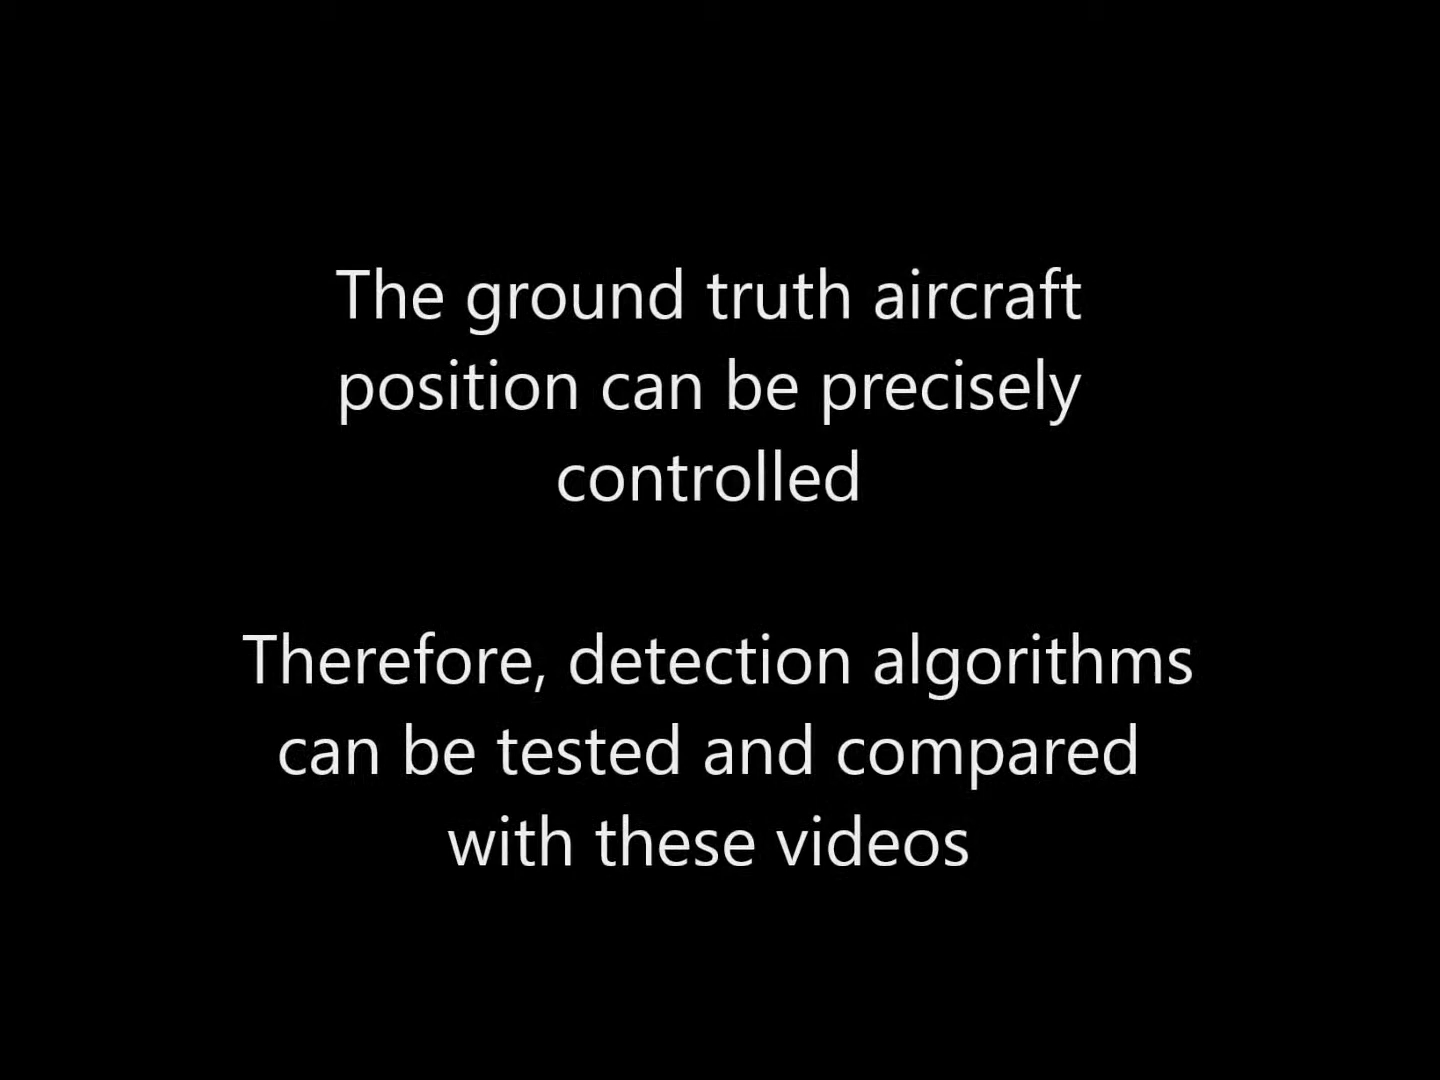 The ground truth aircraft
position can be precisely
controlled
Therefore, detection algorithms
can be tested and compared
with these videos